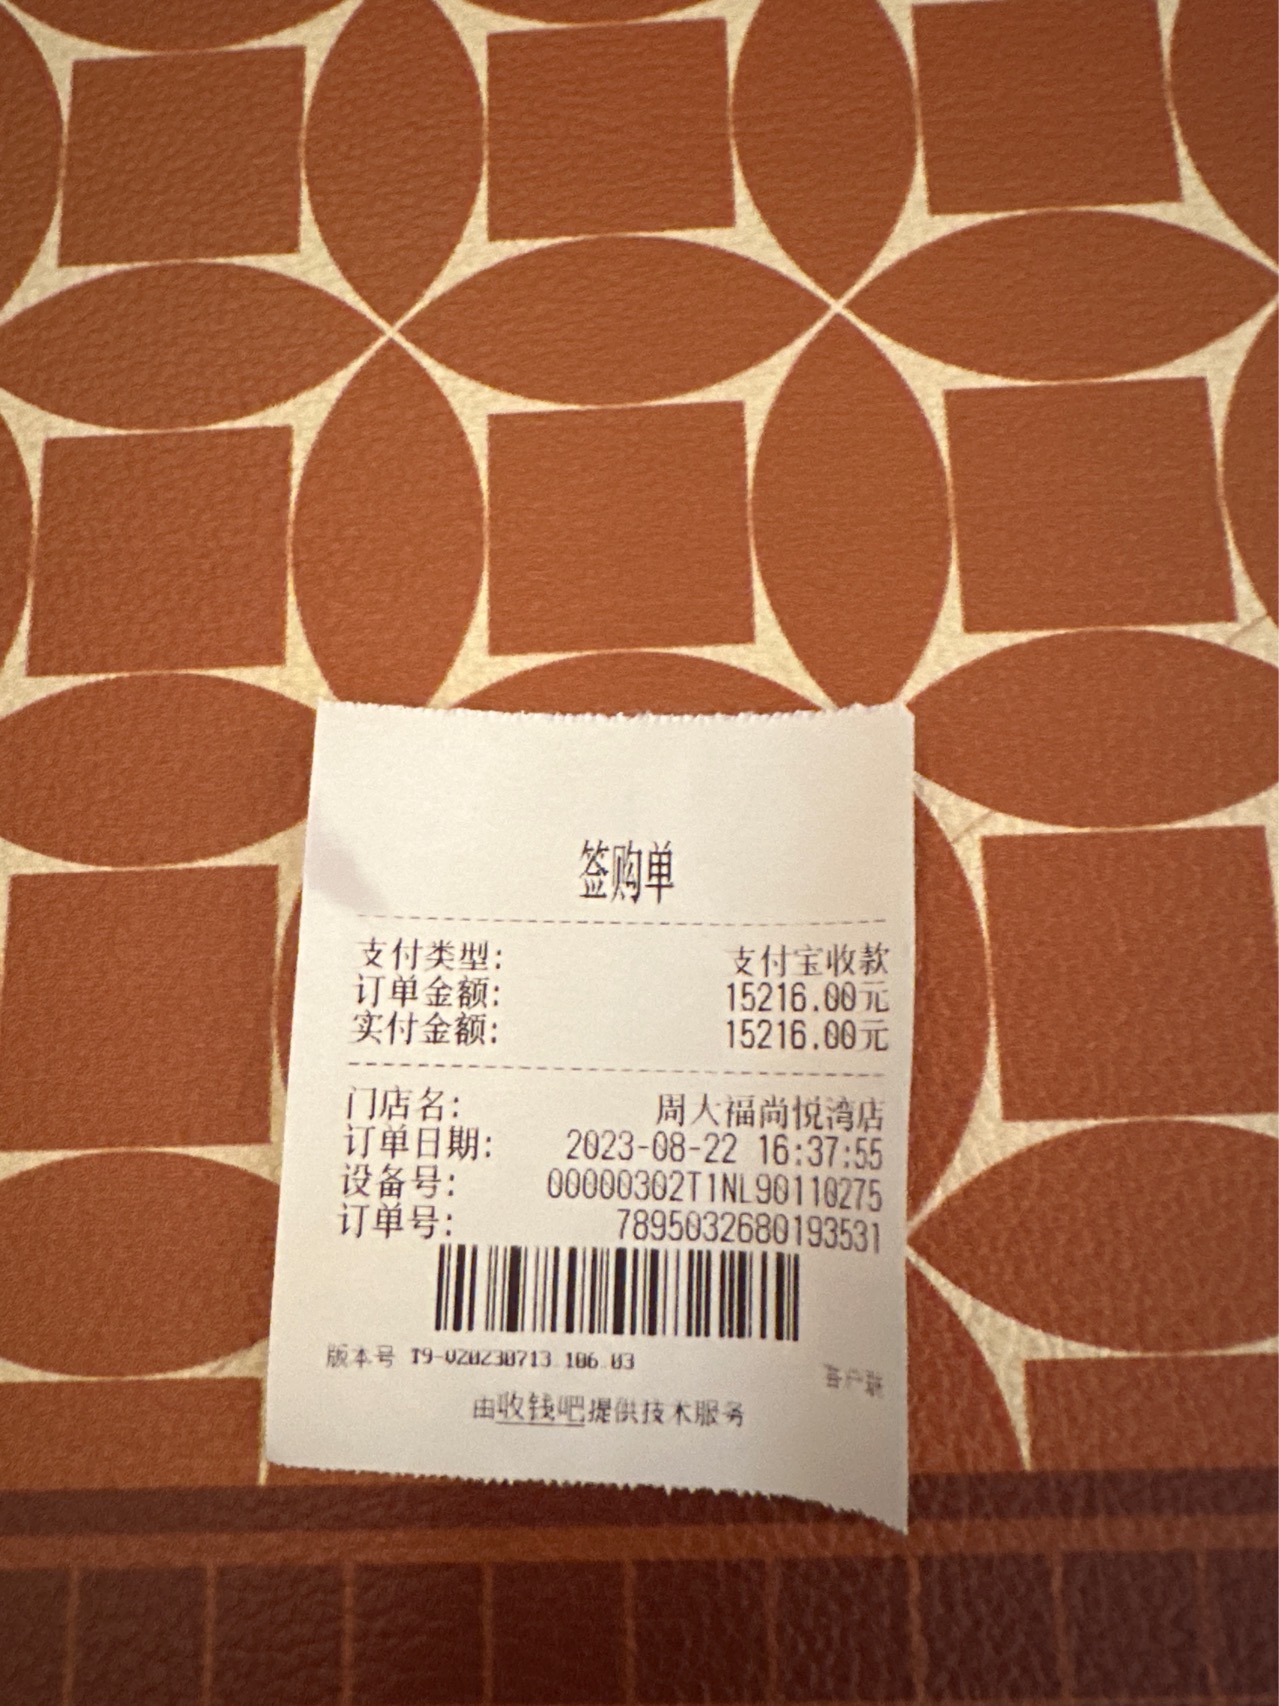 签购单
支付类型: 支付宝收款
订单金额: 15216.00元
实付金额: 15216.00元
门店名: 周大福尚悦湾店
订单日期: 2023-08-22 16:37:55
设备号: 00000302T1NL90110275
订单号: 7895032680193531
版本号 T9-V20230713.106.03
客户联
由收钱吧提供技术服务